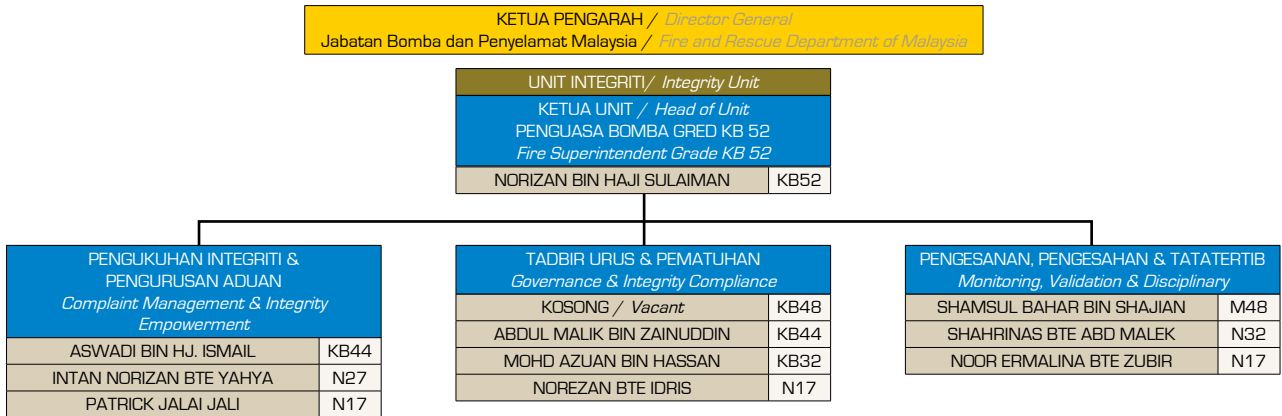 KETUA PENGARAH / Director General
Jabatan Bomba dan Penyelamat Malaysia / Fire and Rescue Department of Malaysia
UNIT INTEGRITI/ Integrity Unit
KETUA UNIT / Head of Unit
PENGUASA BOMBA GRED KB 52
Fire Superintendent Grade KB 52
NORIZAN BIN HAJI SULAIMAN KB52
PENGUKUHAN INTEGRITI &
PENGURUSAN ADUAN
Complaint Management & Integrity
Empowerment
ASWADI BIN HJ. ISMAIL KB44
INTAN NORIZAN BTE YAHYA N27
PATRICK JALAI JALI N17
TADBIR URUS & PEMATUHAN
Governance & Integrity Compliance
KOSONG / Vacant KB48
ABDUL MALIK BIN ZAINUDDIN KB44
MOHD AZUAN BIN HASSAN KB32
NOREZAN BTE IDRIS N17
PENGESANAN, PENGESAHAN & TATATERTIB
Monitoring, Validation & Disciplinary
SHAMSUL BAHAR BIN SHAJIAN M48
SHAHRINAS BTE ABD MALEK N32
NOOR ERMALINA BTE ZUBIR N17